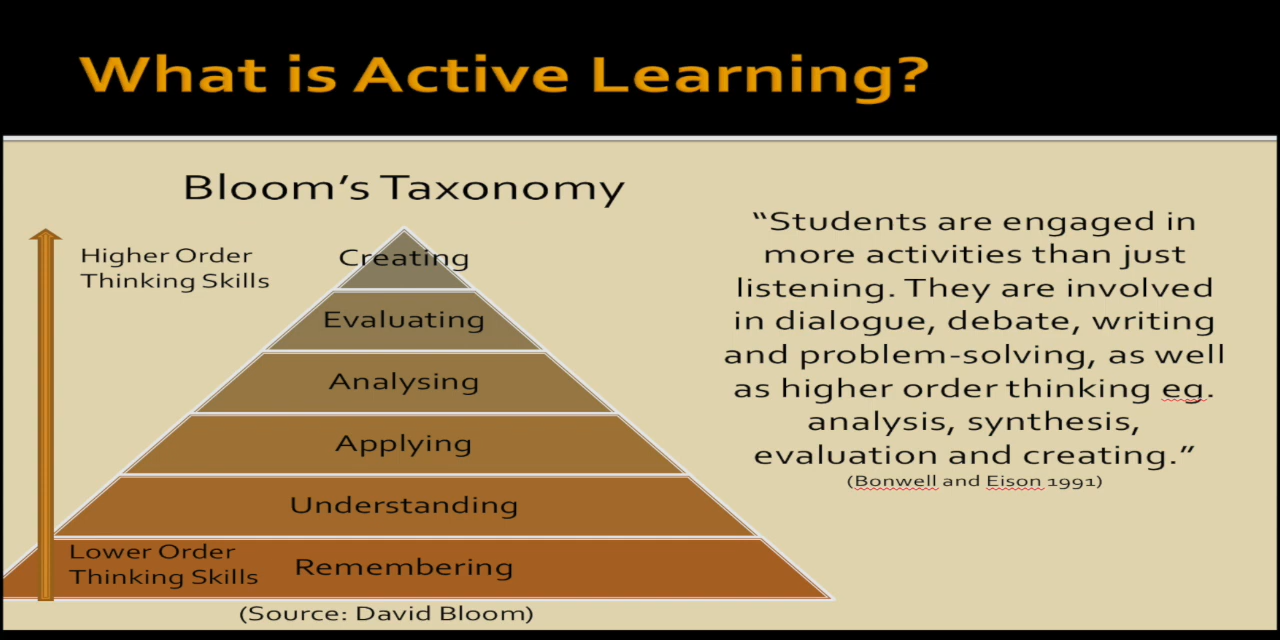 What is Active Learning?
Bloom's Taxonomy
Higher Order
Thinking Skills
Creating
Evaluating
Analysing
Applying
Understanding
Remembering
Lower Order
Thinking Skills
(Source: David Bloom)
“Students are engaged in
more activities than just
listening. They are involved
in dialogue, debate, writing
and problem-solving, as well
as higher order thinking eg.
analysis, synthesis,
evaluation and creating.”
(Bonwell and Eison 1991)